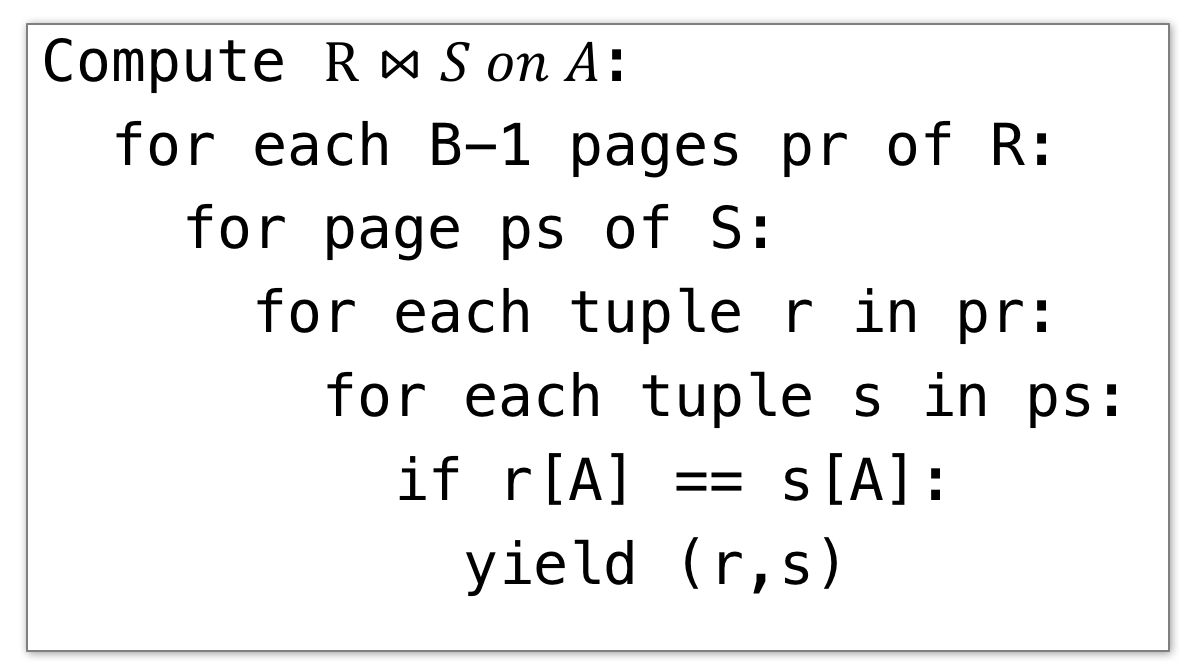 Compute R ⋈ S on A:
for each B−1 pages pr of R:
for page ps of S:
for each tuple r in pr:
for each tuple s in ps:
if r[A] == s[A]:
yield (r,s)